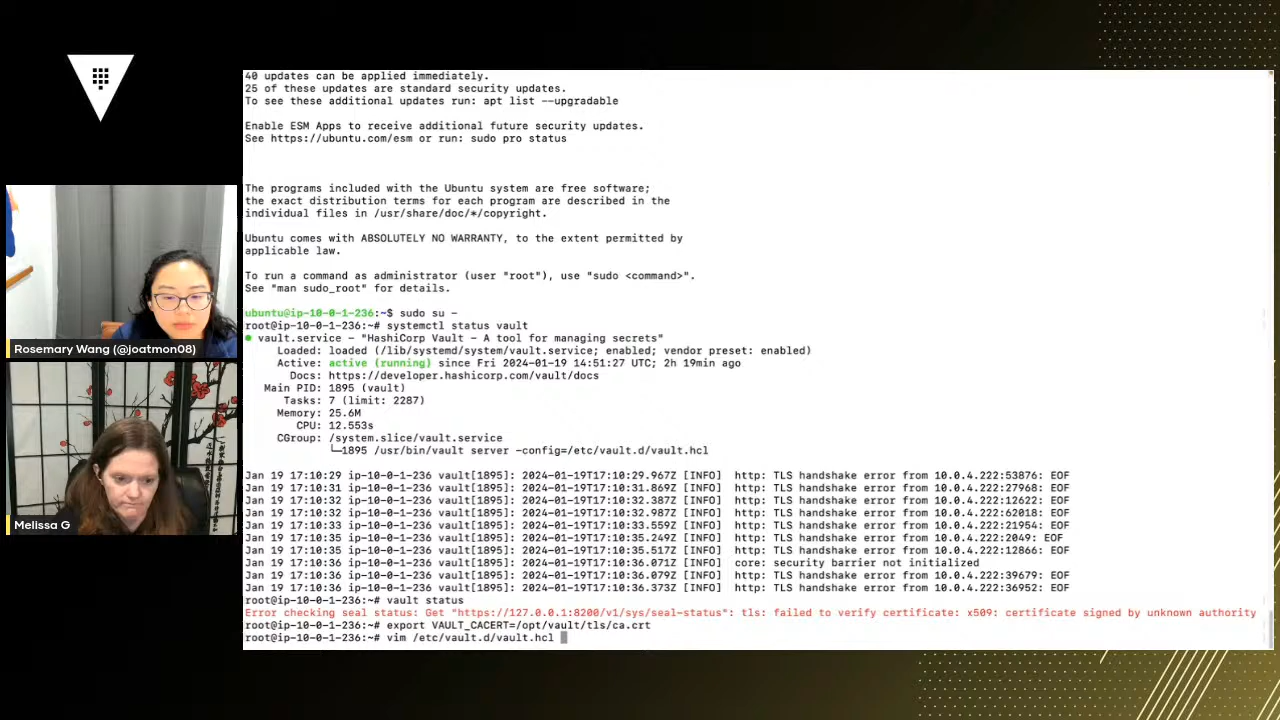 40 updates can be applied immediately.
25 of these updates are standard security updates.
To see these additional updates run: apt list --upgradable
Enable ESM Apps to receive additional future security updates.
See https://ubuntu.com/esm or run: sudo pro status
The programs included with the Ubuntu system are free software;
the exact distribution terms for each program are described in the
individual files in /usr/share/doc/*/copyright.
Ubuntu comes with ABSOLUTELY NO WARRANTY, to the extent permitted by
applicable law.
To run a command as administrator (user "root"), use "sudo <command>".
See "man sudo_root" for details.
ubuntu@ip-10-0-1-236:~$ sudo su -
root@ip-10-0-1-236:~# systemctl status vault
● vault.service - "HashiCorp Vault - A tool for managing secrets"
Loaded: loaded (/lib/systemd/system/vault.service; enabled; vendor preset: enabled)
Active: active (running) since Fri 2024-01-19 14:51:27 UTC; 2h 19min ago
Docs: https://developer.hashicorp.com/vault/docs
Main PID: 1895 (vault)
Tasks: 7 (limit: 2287)
Memory: 25.6M
CPU: 12.553s
CGroup: /system.slice/vault.service
└─1895 /usr/bin/vault server -config=/etc/vault.d/vault.hcl
Jan 19 17:10:29 ip-10-0-1-236 vault[1895]: 2024-01-19T17:10:29.967Z [INFO]  http: TLS handshake error from 10.0.4.222:53876: EOF
Jan 19 17:10:31 ip-10-0-1-236 vault[1895]: 2024-01-19T17:10:31.869Z [INFO]  http: TLS handshake error from 10.0.4.222:27968: EOF
Jan 19 17:10:32 ip-10-0-1-236 vault[1895]: 2024-01-19T17:10:32.387Z [INFO]  http: TLS handshake error from 10.0.4.222:12622: EOF
Jan 19 17:10:32 ip-10-0-1-236 vault[1895]: 2024-01-19T17:10:32.987Z [INFO]  http: TLS handshake error from 10.0.4.222:62018: EOF
Jan 19 17:10:33 ip-10-0-1-236 vault[1895]: 2024-01-19T17:10:33.559Z [INFO]  http: TLS handshake error from 10.0.4.222:21954: EOF
Jan 19 17:10:35 ip-10-0-1-236 vault[1895]: 2024-01-19T17:10:35.249Z [INFO]  http: TLS handshake error from 10.0.4.222:2049: EOF
Jan 19 17:10:35 ip-10-0-1-236 vault[1895]: 2024-01-19T17:10:35.517Z [INFO]  http: TLS handshake error from 10.0.4.222:12866: EOF
Jan 19 17:10:36 ip-10-0-1-236 vault[1895]: 2024-01-19T17:10:36.071Z [INFO]  core: security barrier not initialized
Jan 19 17:10:36 ip-10-0-1-236 vault[1895]: 2024-01-19T17:10:36.079Z [INFO]  http: TLS handshake error from 10.0.4.222:39679: EOF
Jan 19 17:10:36 ip-10-0-1-236 vault[1895]: 2024-01-19T17:10:36.373Z [INFO]  http: TLS handshake error from 10.0.4.222:36952: EOF
root@ip-10-0-1-236:~# vault status
Error checking seal status: Get "https://127.0.0.1:8200/v1/sys/seal-status": tls: failed to verify certificate: x509: certificate signed by unknown authority
root@ip-10-0-1-236:~# export VAULT_CACERT=/opt/vault/tls/ca.crt
root@ip-10-0-1-236:~# vim /etc/vault.d/vault.hcl
Rosemary Wang (@joatmon08)
Melissa G